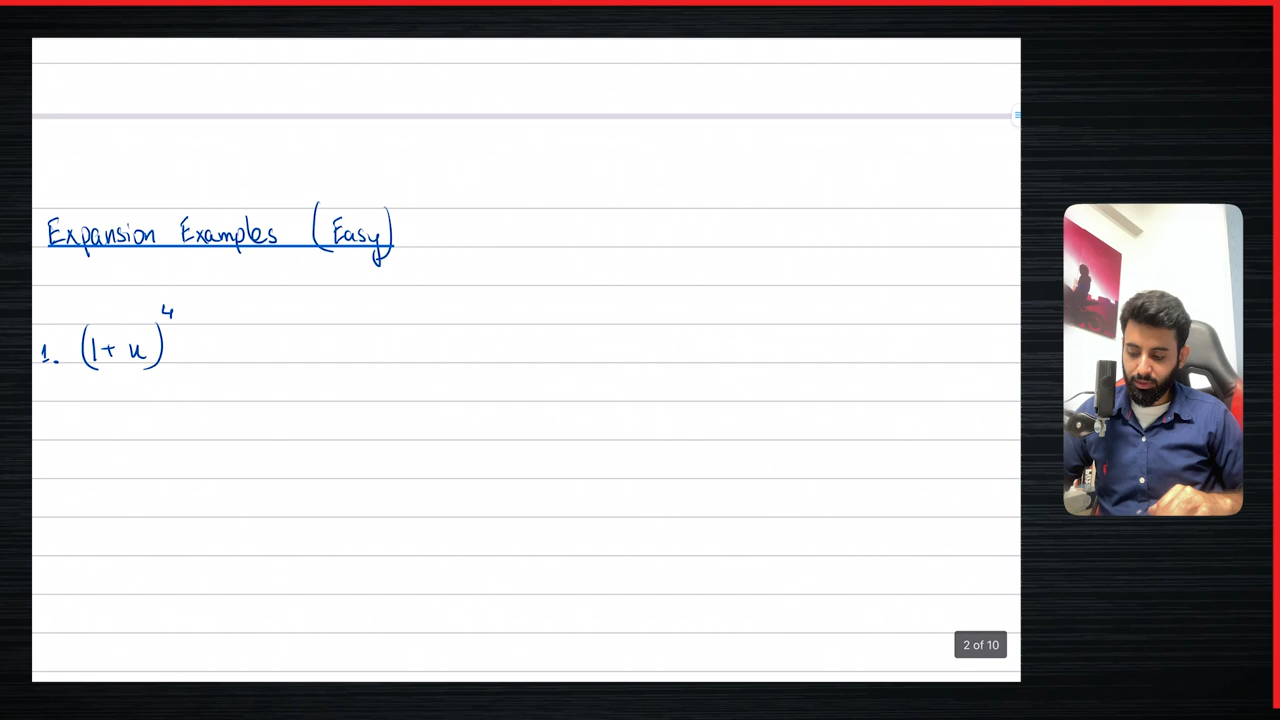 Expansion Examples (Easy)
1. (1+x)⁴
2 of 10